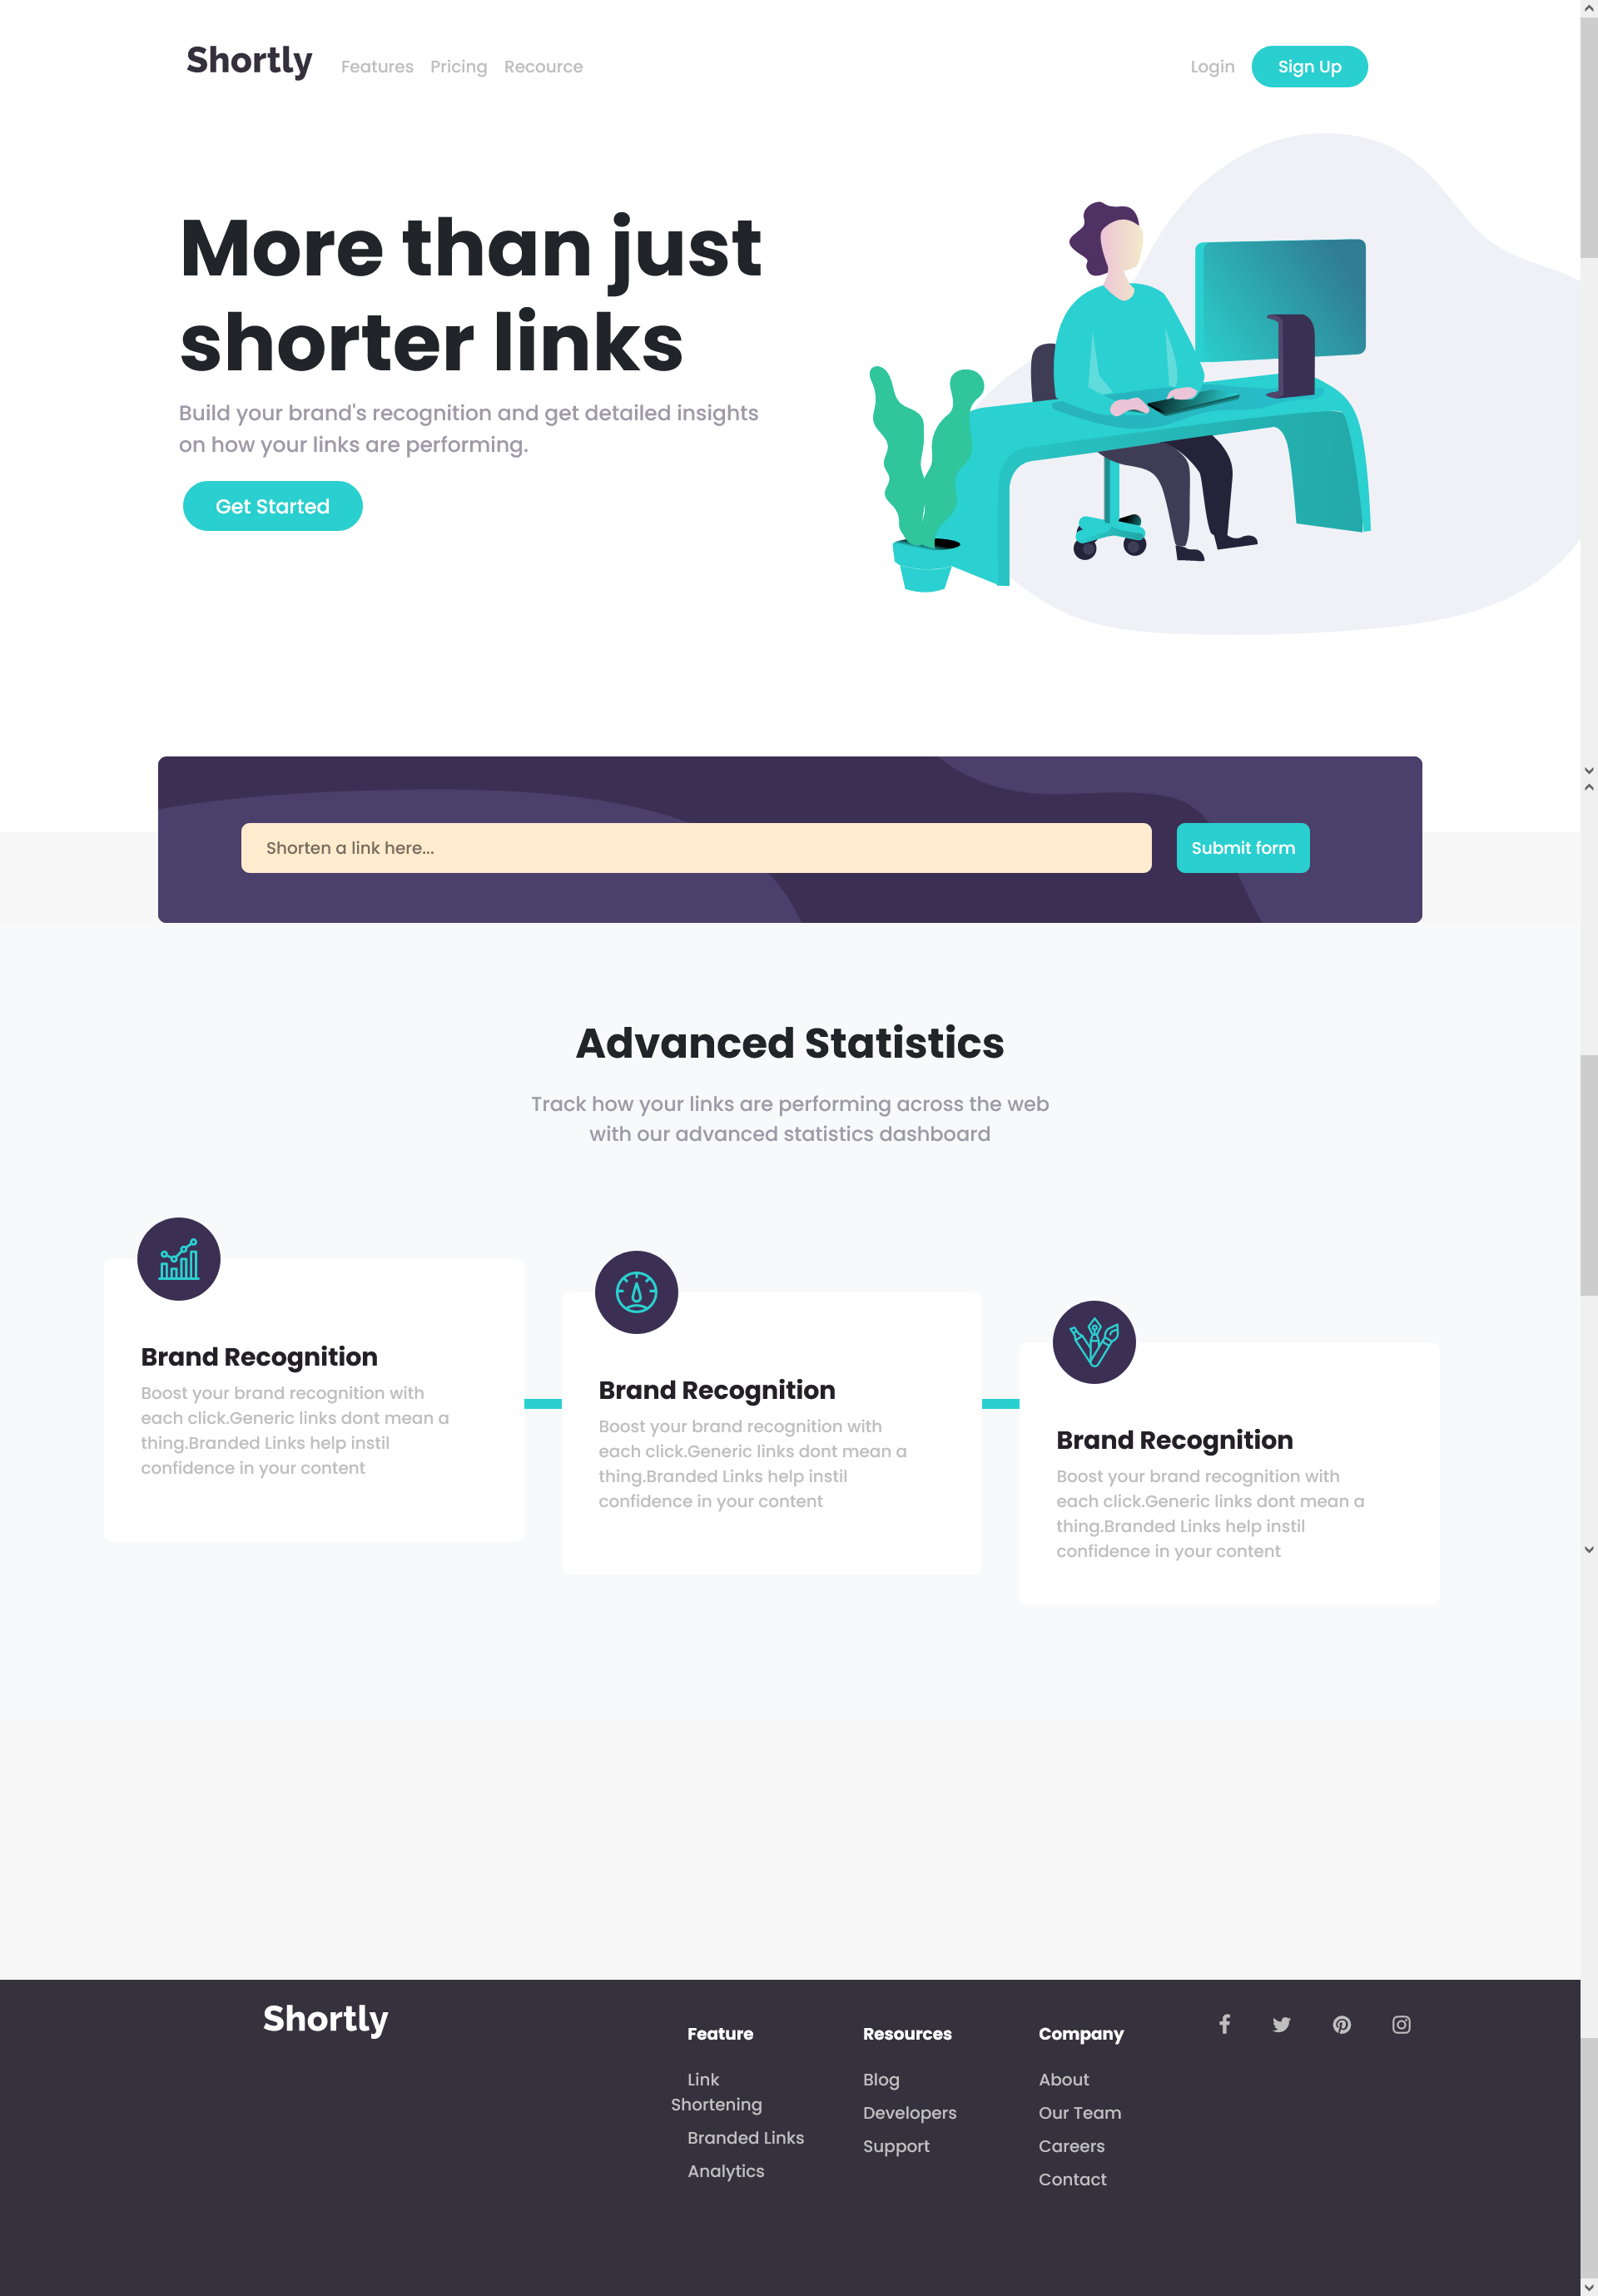 Shortly
Features Pricing Recource
Login Sign Up
More than just
shorter links
Build your brand's recognition and get detailed insights
on how your links are performing.
Get Started
Shorten a link here...
Submit form
Advanced Statistics
Track how your links are performing across the web
with our advanced statistics dashboard
Brand Recognition
Boost your brand recognition with
each click.Generic links dont mean a
thing.Branded Links help instil
confidence in your content
Brand Recognition
Boost your brand recognition with
each click.Generic links dont mean a
thing.Branded Links help instil
confidence in your content
Brand Recognition
Boost your brand recognition with
each click.Generic links dont mean a
thing.Branded Links help instil
confidence in your content
Shortly
Feature
Link
Shortening
Branded Links
Analytics
Resources
Blog
Developers
Support
Company
About
Our Team
Careers
Contact